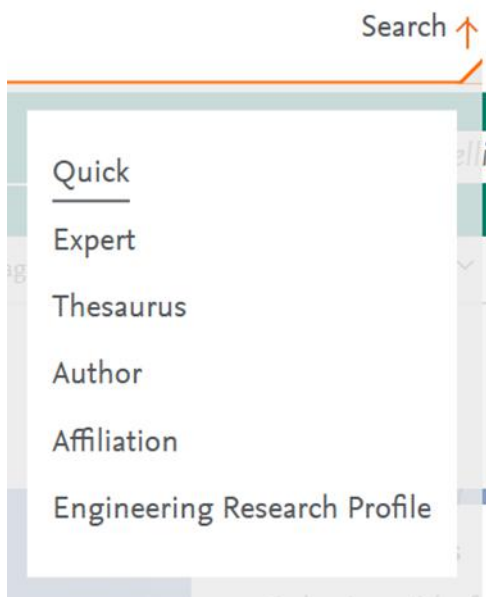 Search
Quick
Expert
Thesaurus
Author
Affiliation
Engineering Research Profile